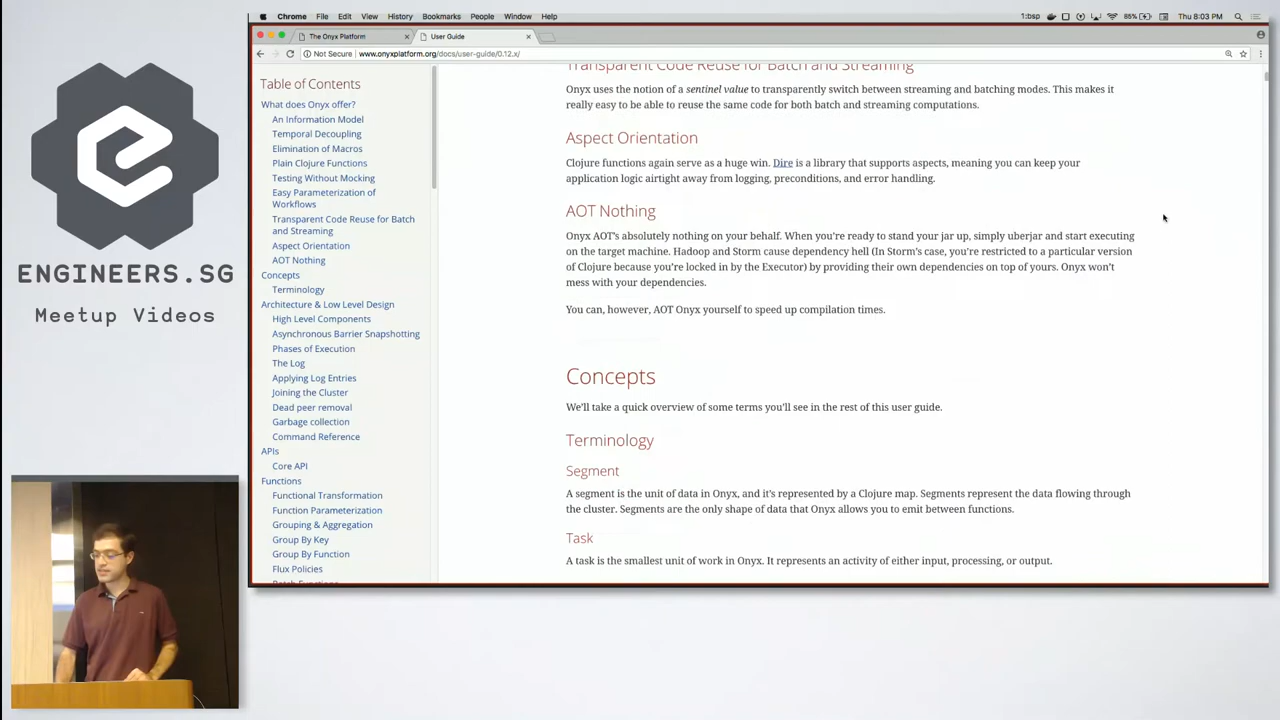 Chrome File Edit View History Bookmarks People Window Help
1:bsp 85% Thu 8:03 PM
The Onyx Platform
User Guide
Not Secure www.onyxplatform.org/docs/user-guide/0.12.x/
ENGINEERS.SG
Meetup Videos
Table of Contents
What does Onyx offer?
An Information Model
Temporal Decoupling
Elimination of Macros
Plain Clojure Functions
Testing Without Mocking
Easy Parameterization of
Workflows
Transparent Code Reuse for Batch
and Streaming
Aspect Orientation
AOT Nothing
Concepts
Terminology
Architecture & Low Level Design
High Level Components
Asynchronous Barrier Snapshotting
Phases of Execution
The Log
Applying Log Entries
Joining the Cluster
Dead peer removal
Garbage collection
Command Reference
APIs
Core API
Functions
Functional Transformation
Function Parameterization
Grouping & Aggregation
Group By Key
Group By Function
Flux Policies
Batch Functions
Transparent Code Reuse for Batch and Streaming
Onyx uses the notion of a sentinel value to transparently switch between streaming and batching modes. This makes it
really easy to be able to reuse the same code for both batch and streaming computations.
Aspect Orientation
Clojure functions again serve as a huge win. Dire is a library that supports aspects, meaning you can keep your
application logic airtight away from logging, preconditions, and error handling.
AOT Nothing
Onyx AOT's absolutely nothing on your behalf. When you're ready to stand your jar up, simply uberjar and start executing
on the target machine. Hadoop and Storm cause dependency hell (In Storm's case, you're restricted to a particular version
of Clojure because you're locked in by the Executor) by providing their own dependencies on top of yours. Onyx won't
mess with your dependencies.
You can, however, AOT Onyx yourself to speed up compilation times.
Concepts
We'll take a quick overview of some terms you'll see in the rest of this user guide.
Terminology
Segment
A segment is the unit of data in Onyx, and it's represented by a Clojure map. Segments represent the data flowing through
the cluster. Segments are the only shape of data that Onyx allows you to emit between functions.
Task
A task is the smallest unit of work in Onyx. It represents an activity of either input, processing, or output.